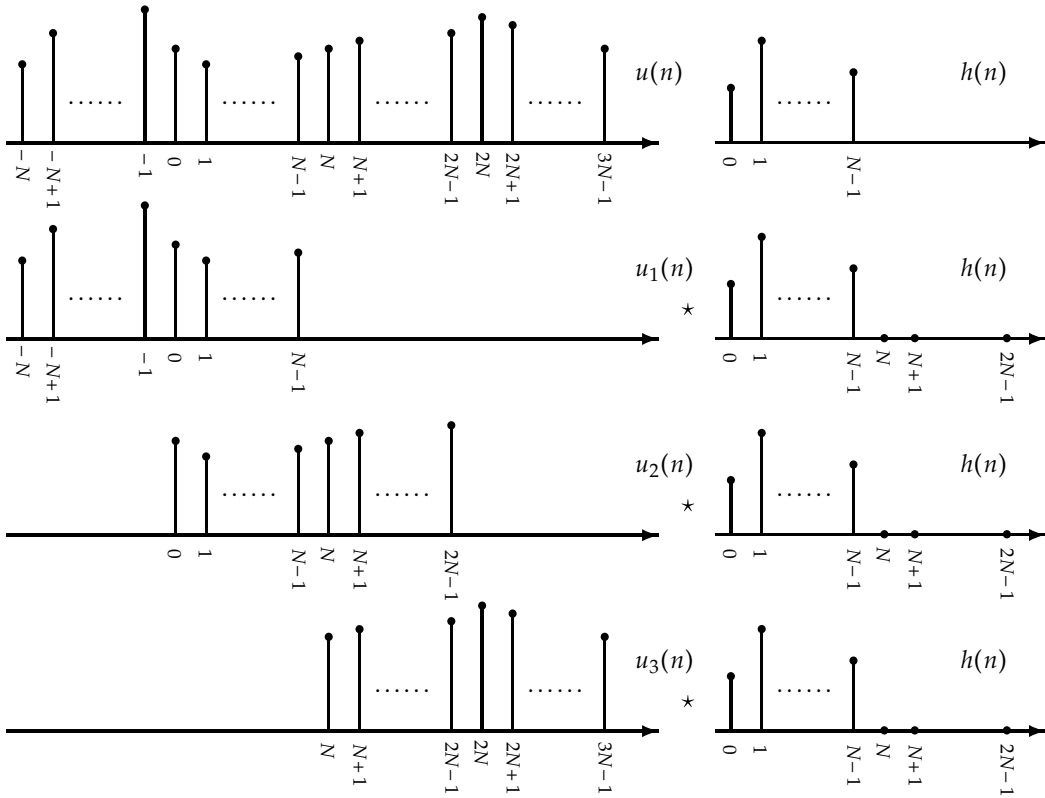 ...... ...... ...... ...... u(n) ...... h(n)
−N −N+1 −1 0 1 N−1 N N+1 2N−1 2N 2N+1 3N−1 0 1 N−1
...... ...... u₁(n) ...... h(n)
⋆
−N −N+1 −1 0 1 N−1 0 1 N−1 N N+1 2N−1
...... ...... u₂(n) ...... h(n)
⋆
0 1 N−1 N N+1 2N−1 0 1 N−1 N N+1 2N−1
...... ...... u₃(n) ...... h(n)
⋆
N N+1 2N−1 2N 2N+1 3N−1 0 1 N−1 N N+1 2N−1